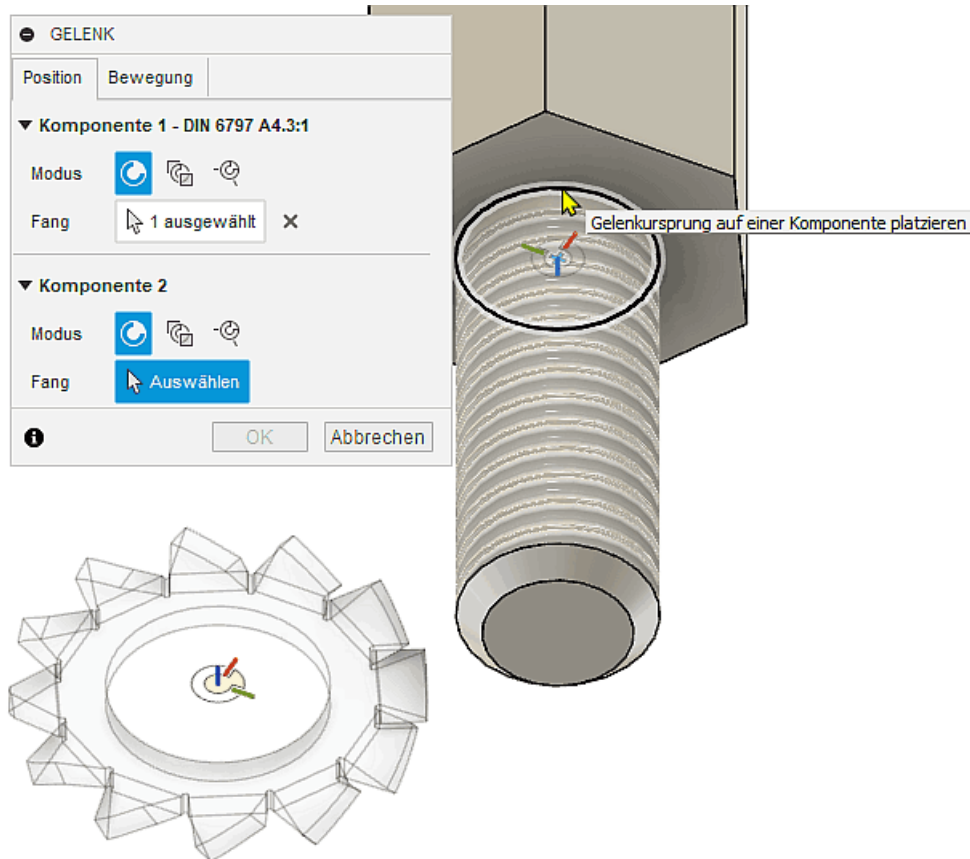 GELENK
Position Bewegung
Komponente 1 - DIN 6797 A4.3:1
Modus
Fang 1 ausgewählt
Gelenkursprung auf einer Komponente platzieren
Komponente 2
Modus
Fang Auswählen
OK Abbrechen